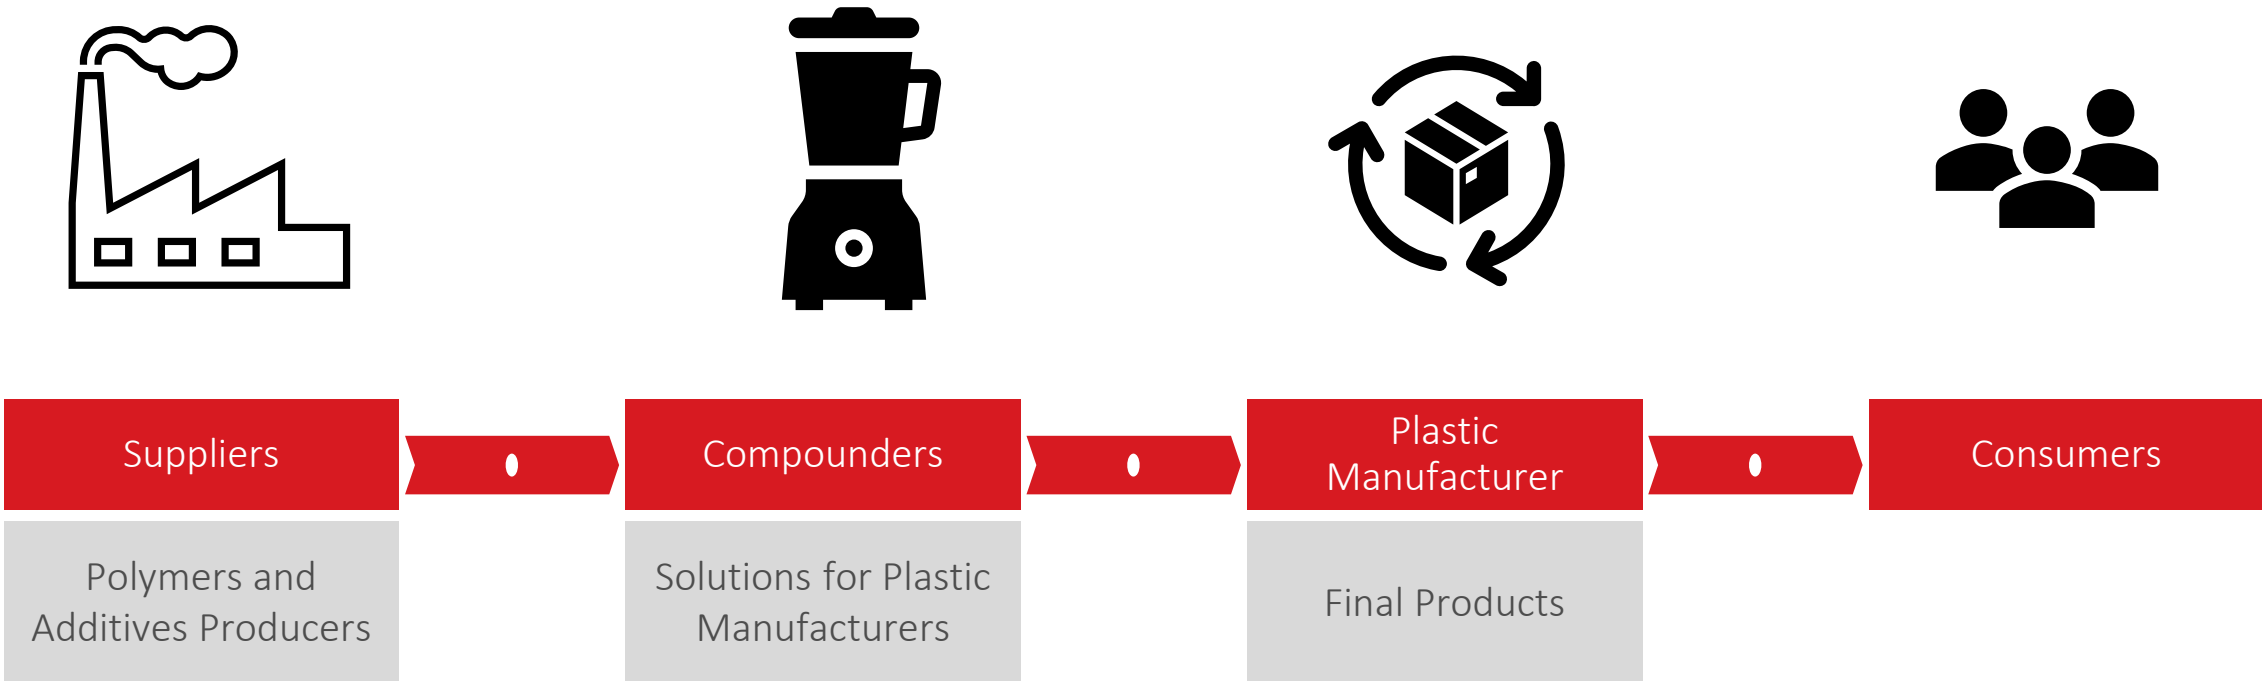 Suppliers
Compounders
Plastic
Manufacturer
Consumers
Polymers and
Additives Producers
Solutions for Plastic
Manufacturers
Final Products